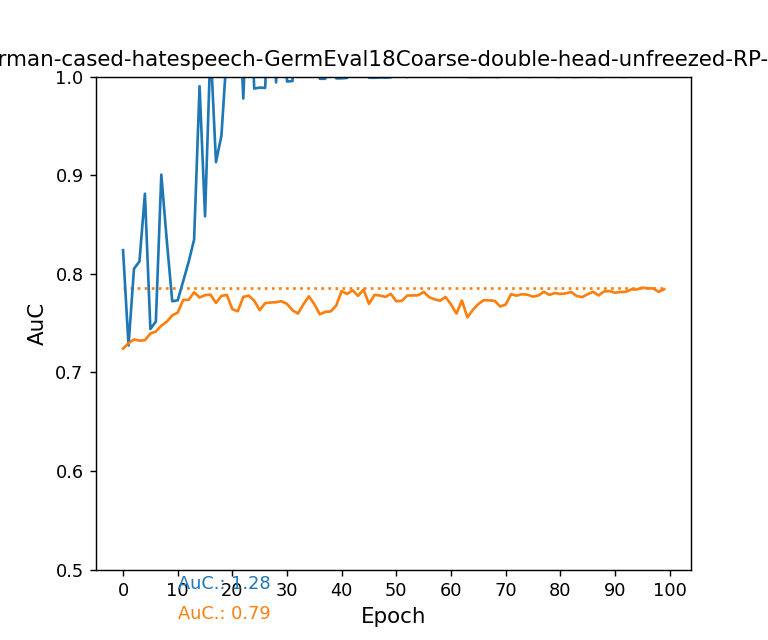 rman-cased-hatespeech-GermEval18Coarse-double-head-unfreezed-RP-
1.0
0.9
0.8
0.7
0.6
0.5
AuC
0 10 20 30 40 50 60 70 80 90 100
AuC.: 1.28
AuC.: 0.79
Epoch